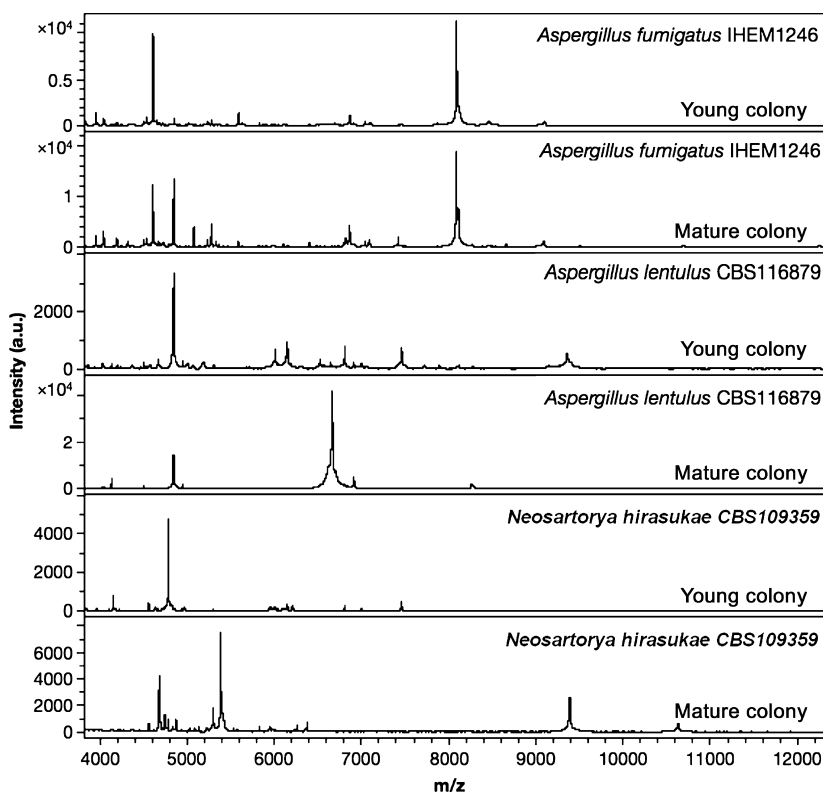 ×10⁴
Aspergillus fumigatus IHEM1246
0.5
Young colony
0
×10⁴
Aspergillus fumigatus IHEM1246
1
Mature colony
0
Aspergillus lentulus CBS116879
2000
Young colony
0
×10⁴
Aspergillus lentulus CBS116879
2
Mature colony
0
Neosartorya hirasukae CBS109359
4000
2000
Young colony
0
Neosartorya hirasukae CBS109359
6000
4000
2000
Mature colony
0
Intensity (a.u.)
4000 5000 6000 7000 8000 9000 10000 11000 12000
m/z